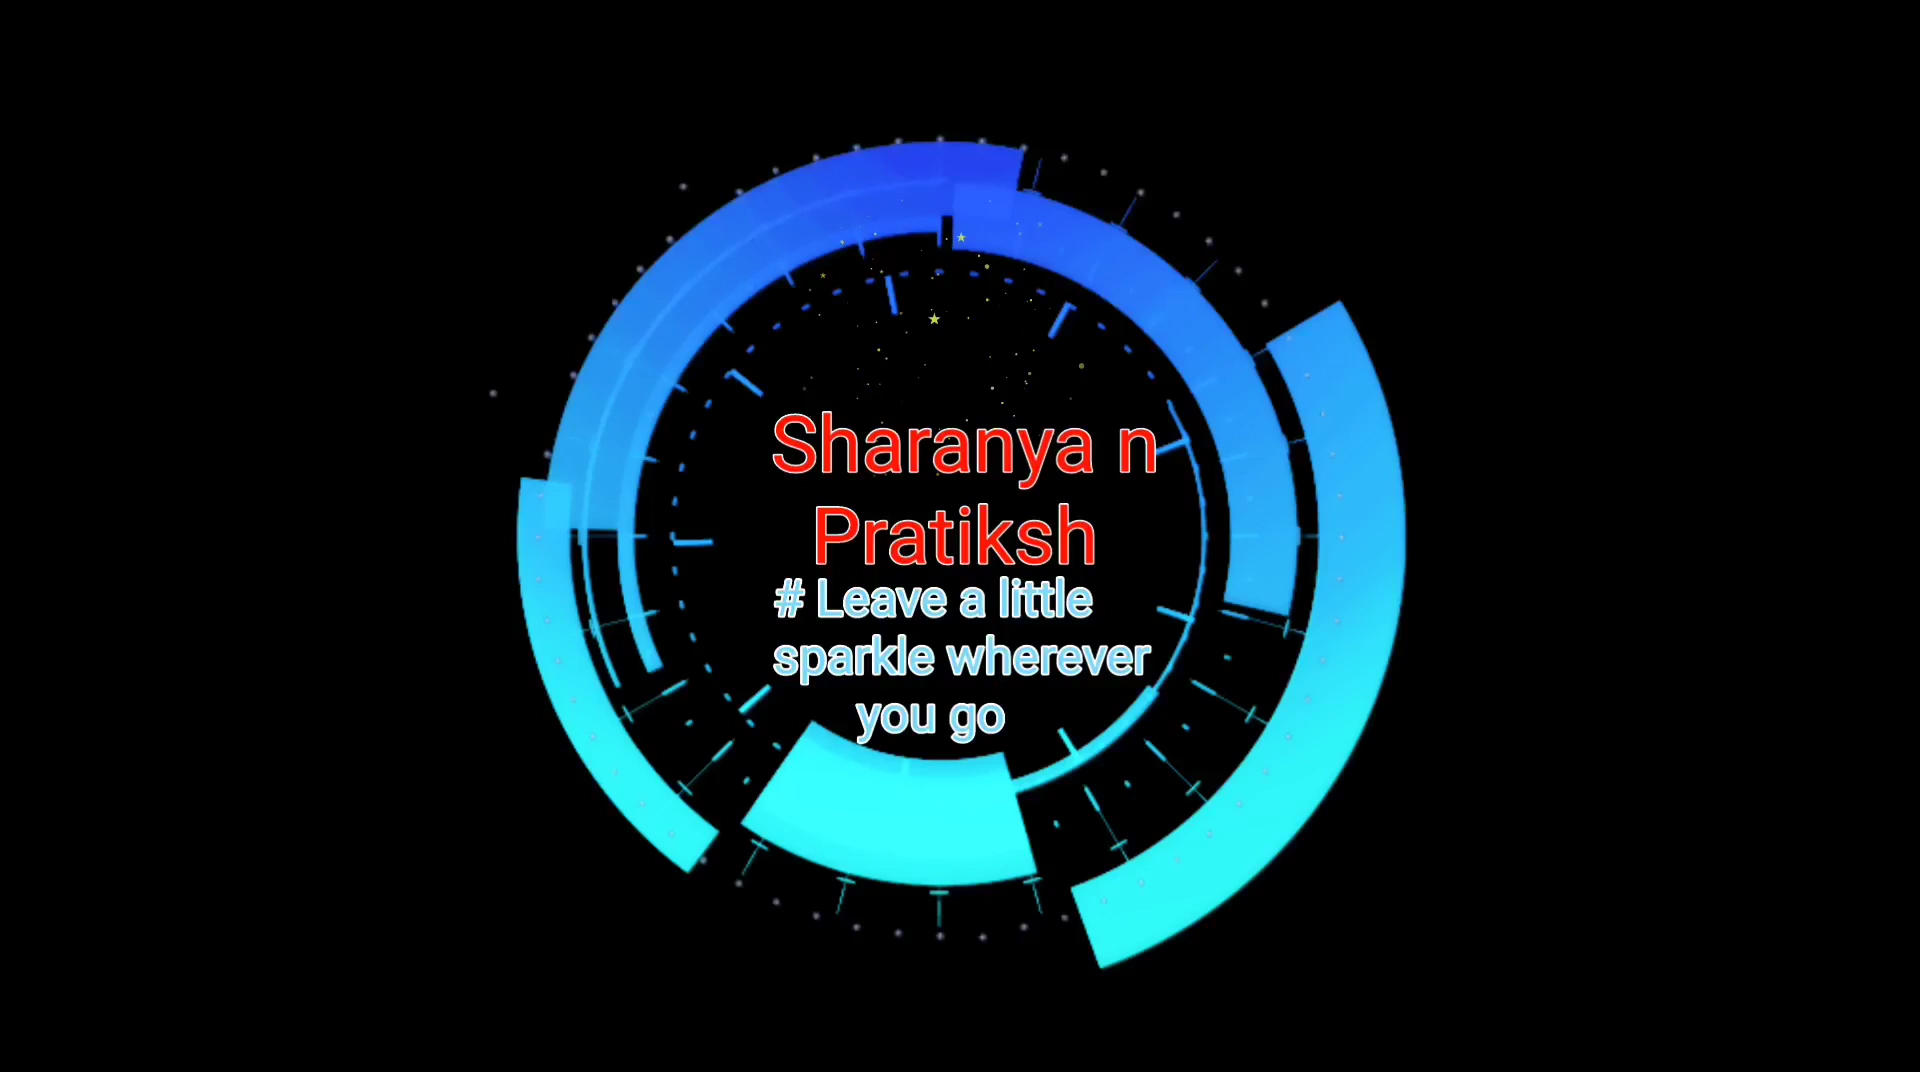 Sharanya n
Pratiksh
# Leave a little
sparkle wherever
you go